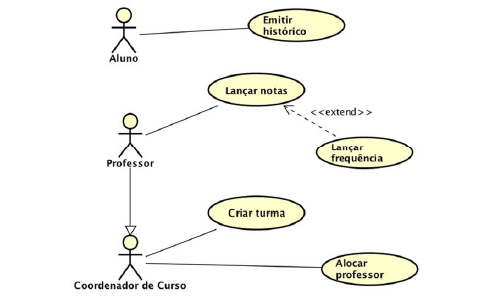 Emitir
histórico
Aluno
Lançar notas
<<extend>>
Lançar
frequência
Professor
Criar turma
Alocar
professor
Coordenador de Curso